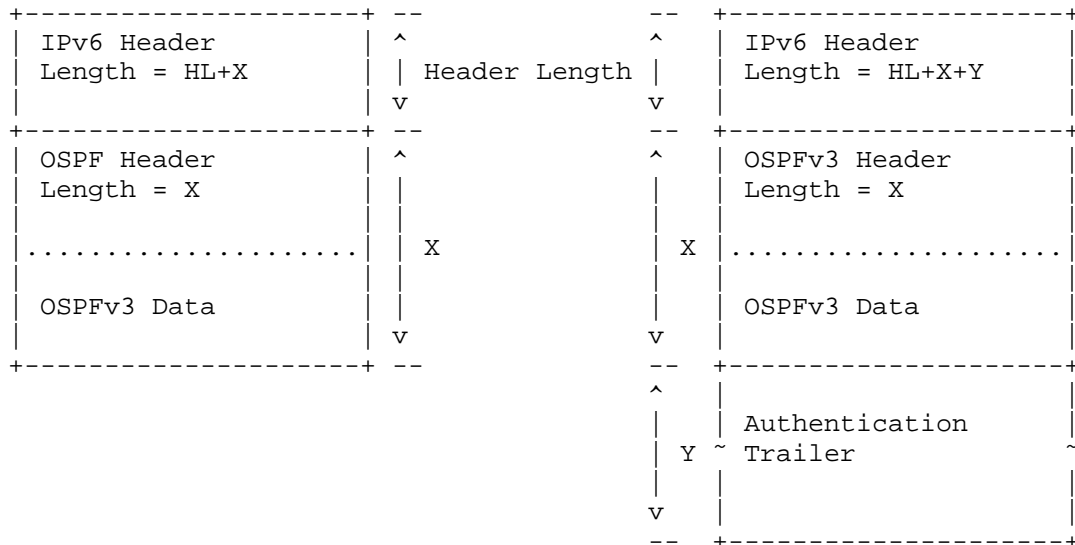 +---------------------+ --              --  +----------------------+
| IPv6 Header         | ^               ^   | IPv6 Header          |
| Length = HL+X       | | Header Length |   | Length = HL+X+Y      |
|                     | v               v   |                      |
+---------------------+ --              --  +----------------------+
| OSPF Header         | ^               ^   | OSPFv3 Header        |
| Length = X          | |               |   | Length = X           |
|                     | |               |   |                      |
|.....................| | X             | X |.....................|
|                     | |               |   |                      |
| OSPFv3 Data         | |               |   | OSPFv3 Data          |
|                     | v               v   |                      |
+---------------------+ --              --  +----------------------+
                                        ^   |                      |
                                        |   | Authentication       |
                                        | Y ~ Trailer              ~
                                        |   |                      |
                                        v   |                      |
                                        --  +----------------------+